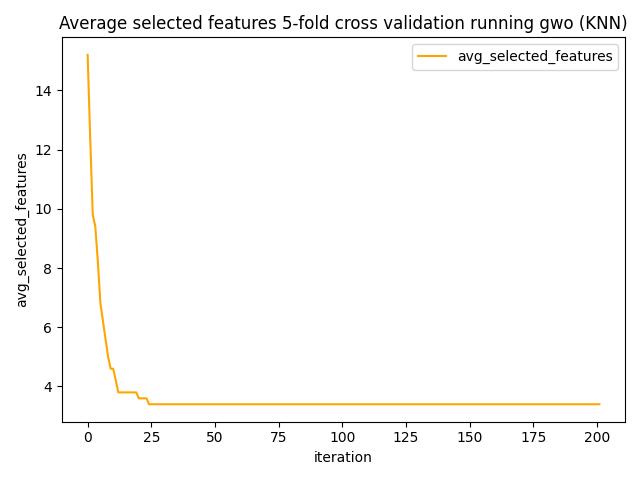 Average selected features 5-fold cross validation running gwo (KNN)
avg_selected_features
avg_selected_features
14
12
10
8
6
4
0 25 50 75 100 125 150 175 200
iteration